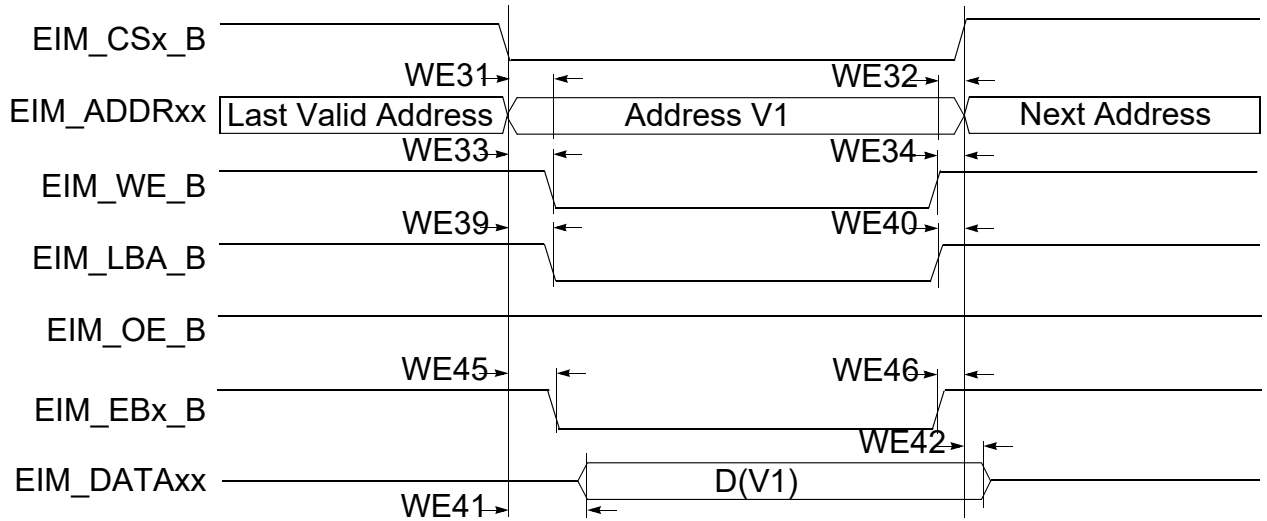 EIM_CSx_B
WE31 WE32
EIM_ADDRxx Last Valid Address Address V1 Next Address
WE33 WE34
EIM_WE_B
WE39 WE40
EIM_LBA_B
EIM_OE_B
WE45 WE46
EIM_EBx_B
WE42
EIM_DATAxx D(V1)
WE41